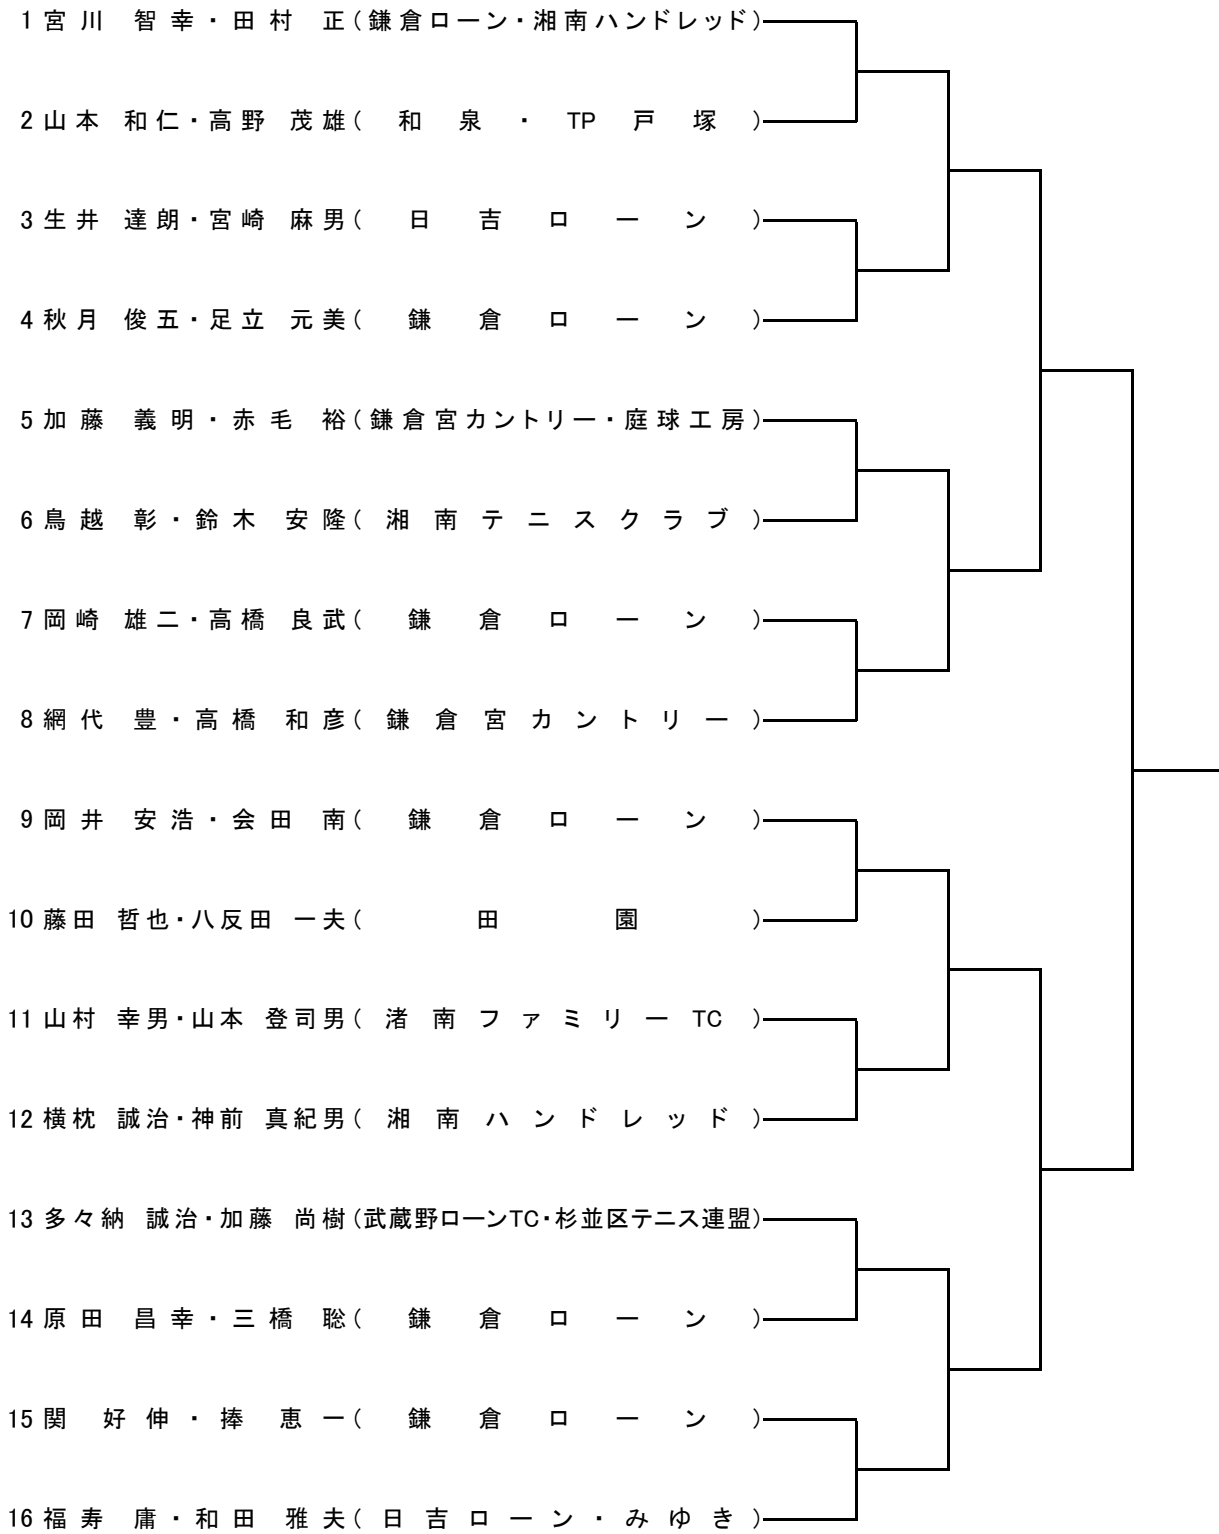 1 宮川 智幸・田村 正(鎌倉ローン・湘南ハンドレッド)
2 山本 和仁・高野 茂雄(和泉・TP戸塚)
3 生井 達朗・宮崎 麻男(日吉ローン)
4 秋月 俊五・足立 元美(鎌倉ローン)
5 加藤 義明・赤毛 裕(鎌倉宮カントリー・庭球工房)
6 鳥越 彰・鈴木 安隆(湘南テニスクラブ)
7 岡崎 雄二・高橋 良武(鎌倉ローン)
8 網代 豊・高橋 和彦(鎌倉宮カントリー)
9 岡井 安浩・会田 南(鎌倉ローン)
10 藤田 哲也・八反田 一夫(田園)
11 山村 幸男・山本 登司男(渚南ファミリーTC)
12 横枕 誠治・神前 真紀男(湘南ハンドレッド)
13 多々納 誠治・加藤 尚樹(武蔵野ローンTC・杉並区テニス連盟)
14 原田 昌幸・三橋 聡(鎌倉ローン)
15 関 好伸・捧 恵一(鎌倉ローン)
16 福寿 庸・和田 雅夫(日吉ローン・みゆき)